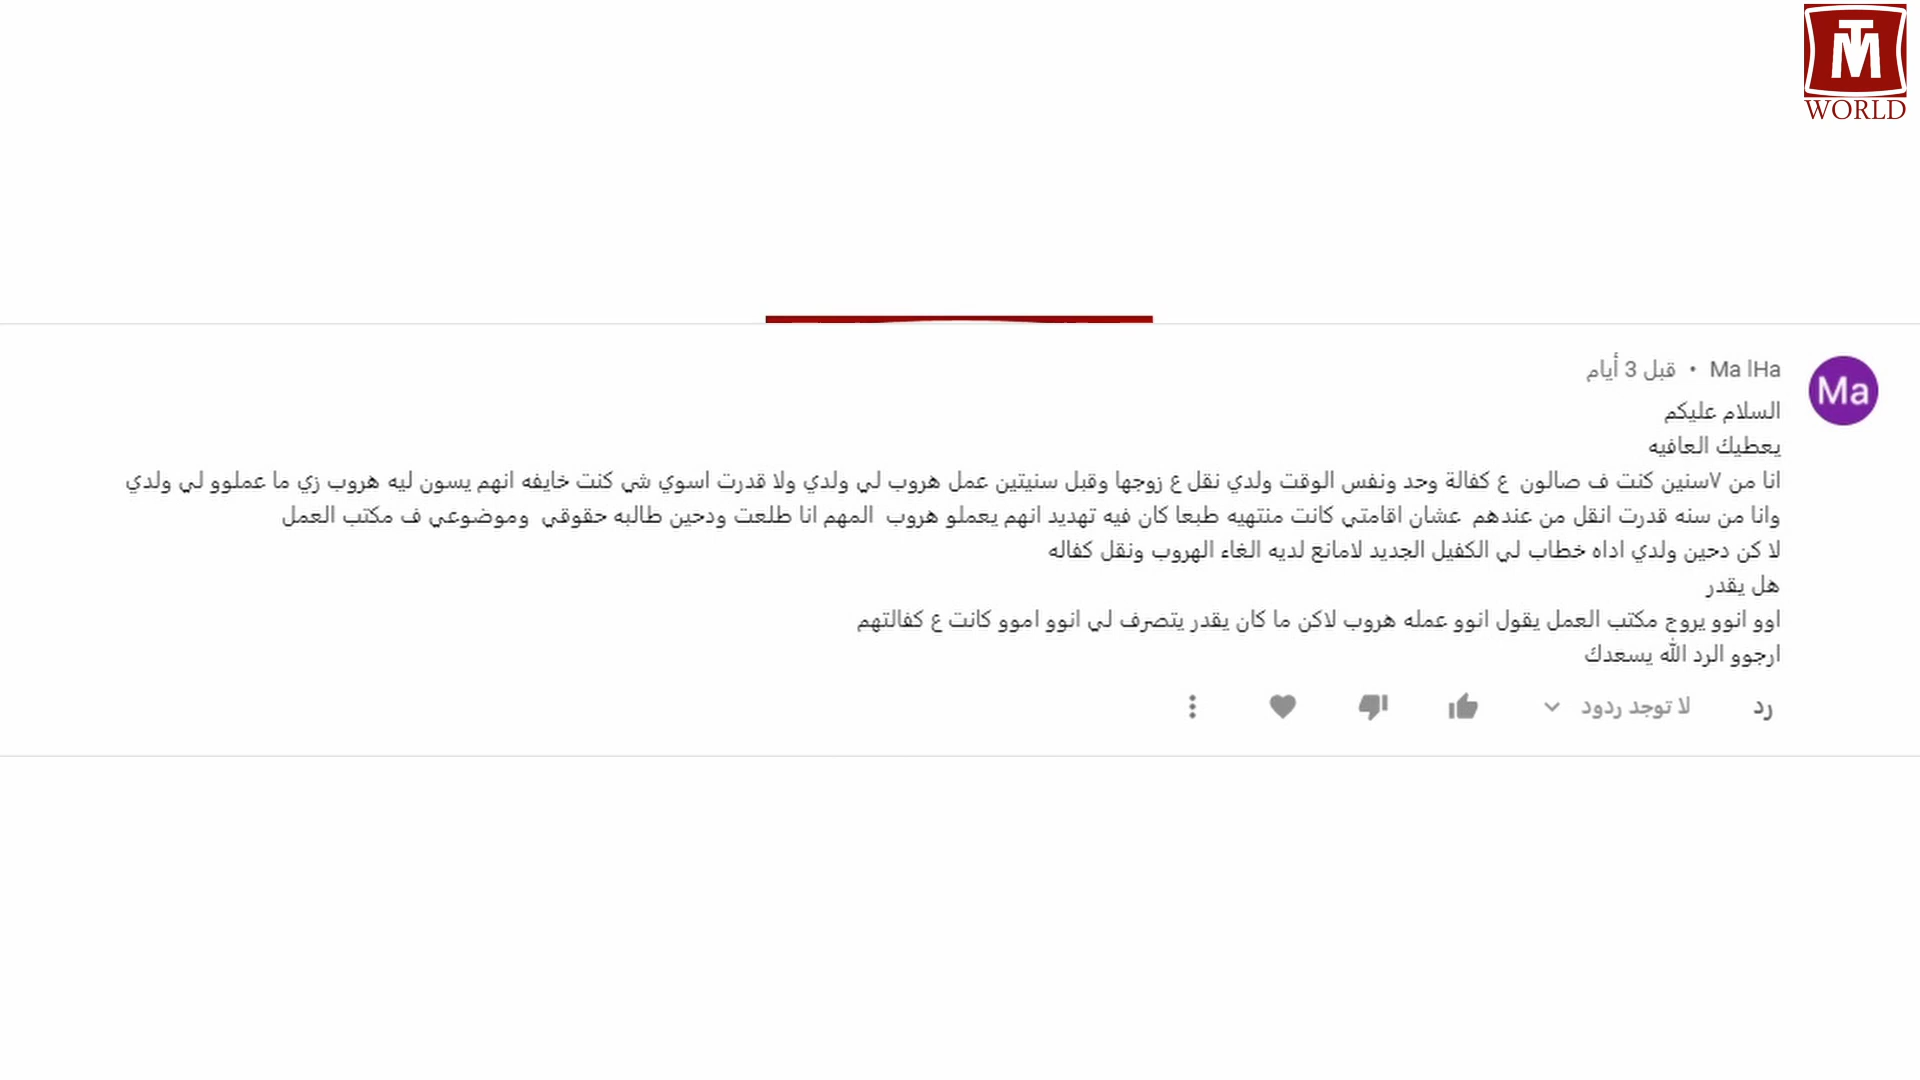 TM
WORLD
Ma lHa • قبل 3 أيام
Ma
السلام عليكم
يعطيك العافيه
انا من ٧سنين كنت ف صالون ع كفالة وحد ونفس الوقت ولدي نقل ع زوجها وقبل سنيتين عمل هروب لي ولدي ولا قدرت اسوي شي كنت خايفه انهم يسون ليه هروب زي ما عملوو لي ولدي
وانا من سنه قدرت انقل من عندهم عشان اقامتي كانت منتهيه طبعا كان فيه تهديد انهم يعملو هروب المهم انا طلعت ودحين طالبه حقوقي وموضوعي ف مكتب العمل
لا كن دحين ولدي اداه خطاب لي الكفيل الجديد لامانع لديه الغاء الهروب ونقل كفاله
هل يقدر
اوو انوو يروح مكتب العمل يقول انوو عمله هروب لاكن ما كان يقدر يتصرف لي انوو اموو كانت ع كفالتهم
ارجوو الرد الله يسعدك
رد لا توجد ردود